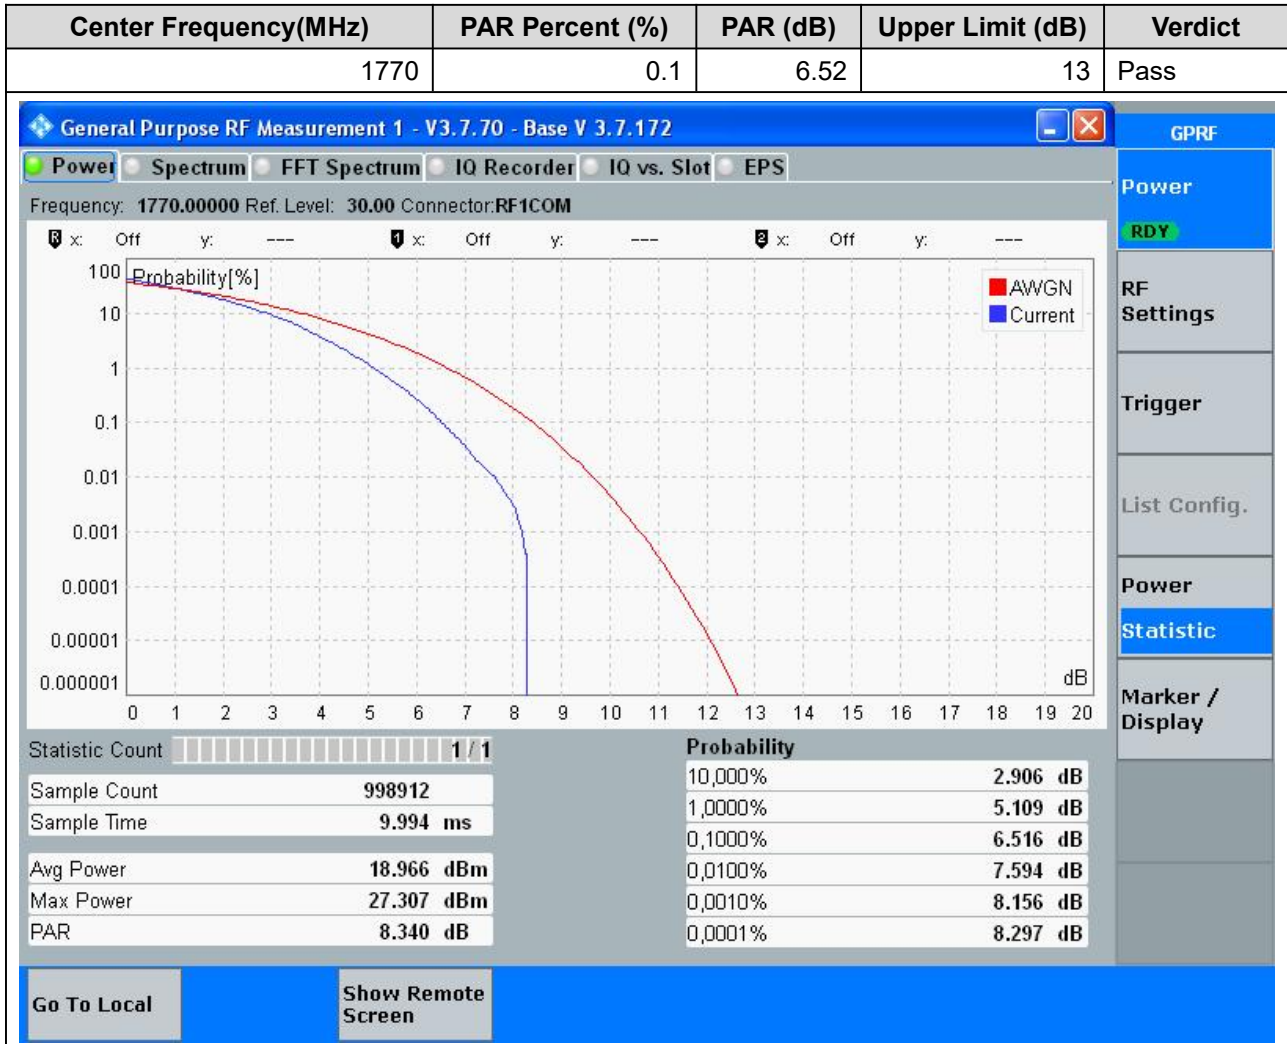 Center Frequency(MHz) PAR Percent (%) PAR (dB) Upper Limit (dB) Verdict
1770 0.1 6.52 13 Pass
General Purpose RF Measurement 1 - V3.7.70 - Base V 3.7.172
GPRF
Power Spectrum FFT Spectrum IQ Recorder IQ vs. Slot EPS
Power
RDY
Frequency: 1770.00000 Ref. Level: 30.00 Connector:RF1COM
R x: Off y: --- 1 x: Off y: --- 2 x: Off y: ---
100 Probability[%]
AWGN
Current
10
1
0.1
0.01
0.001
0.0001
0.00001
0.000001
dB
0 1 2 3 4 5 6 7 8 9 10 11 12 13 14 15 16 17 18 19 20
RF
Settings
Trigger
List Config.
Power
Statistic
Marker /
Display
Statistic Count 1 / 1
Sample Count 998912
Sample Time 9.994 ms
Avg Power 18.966 dBm
Max Power 27.307 dBm
PAR 8.340 dB
Probability
10,000% 2.906 dB
1,0000% 5.109 dB
0,1000% 6.516 dB
0,0100% 7.594 dB
0,0010% 8.156 dB
0,0001% 8.297 dB
Go To Local
Show Remote
Screen